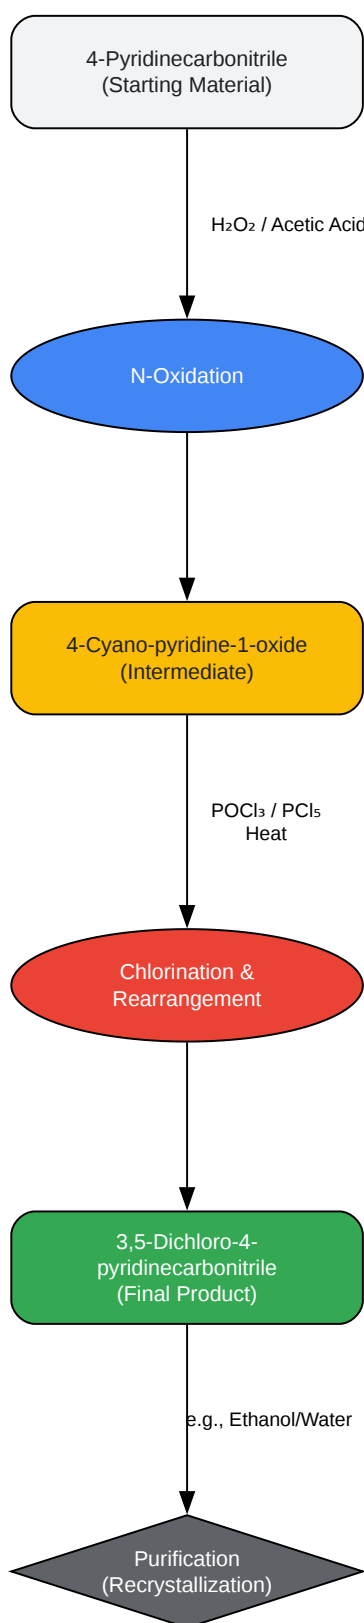 4-Pyridinecarbonitrile
(Starting Material)
H₂O₂ / Acetic Acid
N-Oxidation
4-Cyano-pyridine-1-oxide
(Intermediate)
POCl₃ / PCl₅
Heat
Chlorination &
Rearrangement
3,5-Dichloro-4-
pyridinecarbonitrile
(Final Product)
e.g., Ethanol/Water
Purification
(Recrystallization)